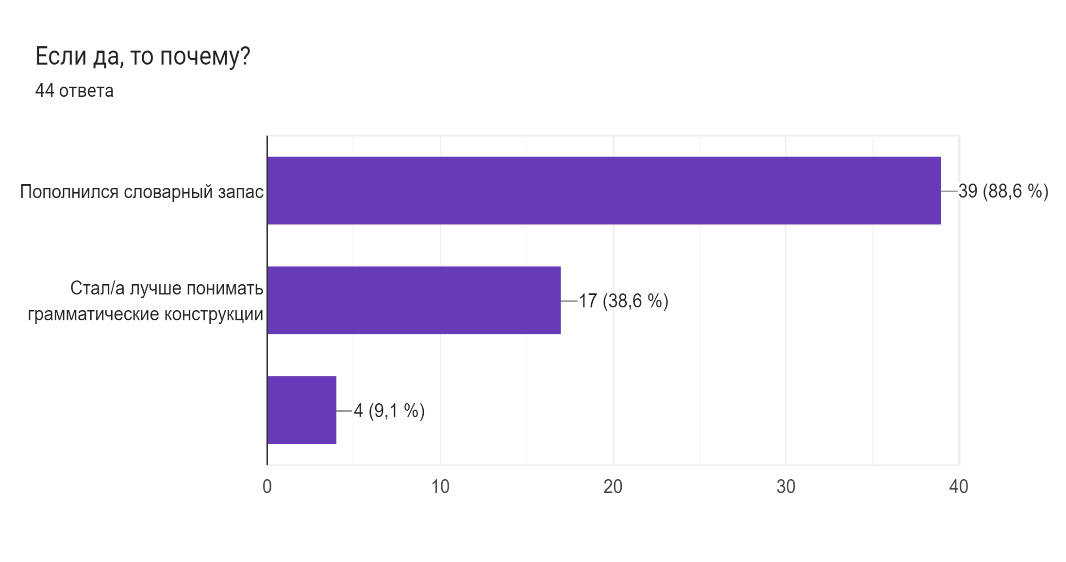 Если да, то почему?
44 ответа
Пополнился словарный запас
39 (88,6 %)
Стал/а лучше понимать
грамматические конструкции
17 (38,6 %)
4 (9,1 %)
0 10 20 30 40